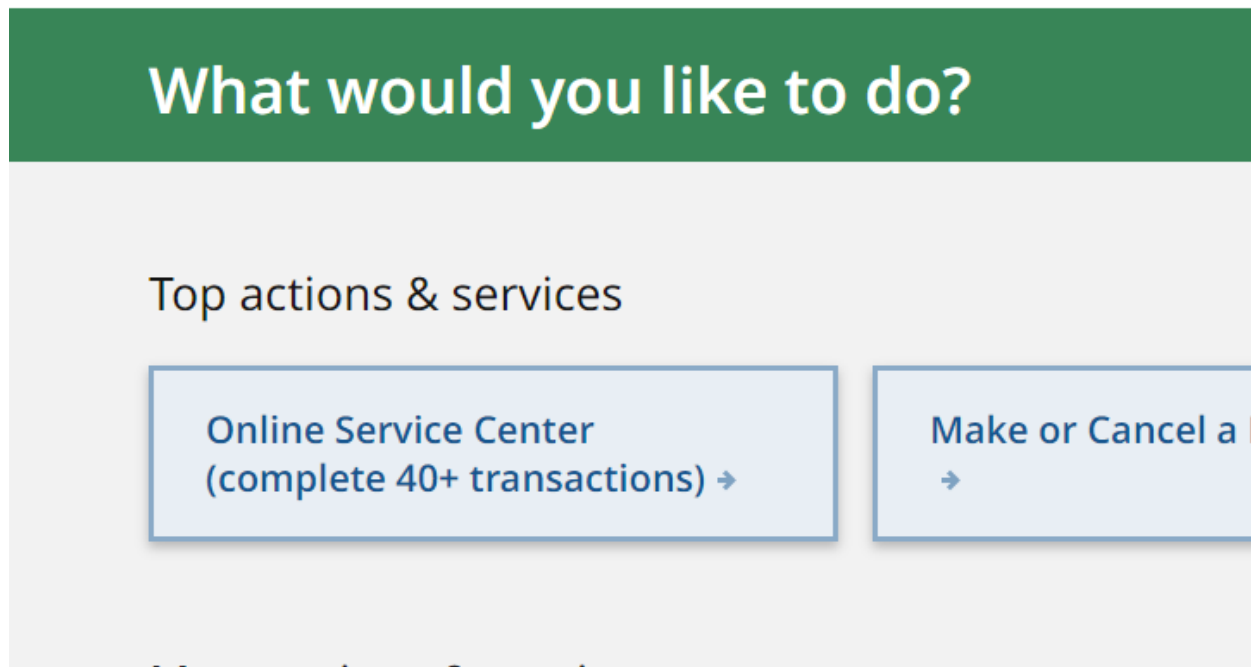 What would you like to do?
Top actions & services
Online Service Center
(complete 40+ transactions)
Make or Cancel a